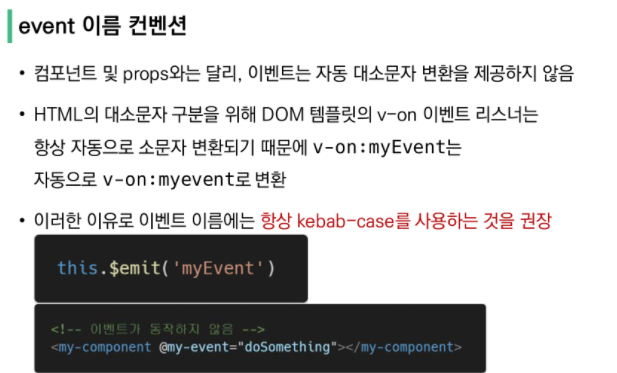 event 이름 컨벤션
• 컴포넌트 및 props와는 달리, 이벤트는 자동 대소문자 변환을 제공하지 않음
• HTML의 대소문자 구분을 위해 DOM 템플릿의 v-on 이벤트 리스너는
항상 자동으로 소문자 변환되기 때문에 v-on:myEvent는
자동으로 v-on:myevent로 변환
• 이러한 이유로 이벤트 이름에는 항상 kebab-case를 사용하는 것을 권장
this.$emit('myEvent')
<!-- 이벤트가 동작하지 않음 -->
<my-component @my-event="doSomething"></my-component>